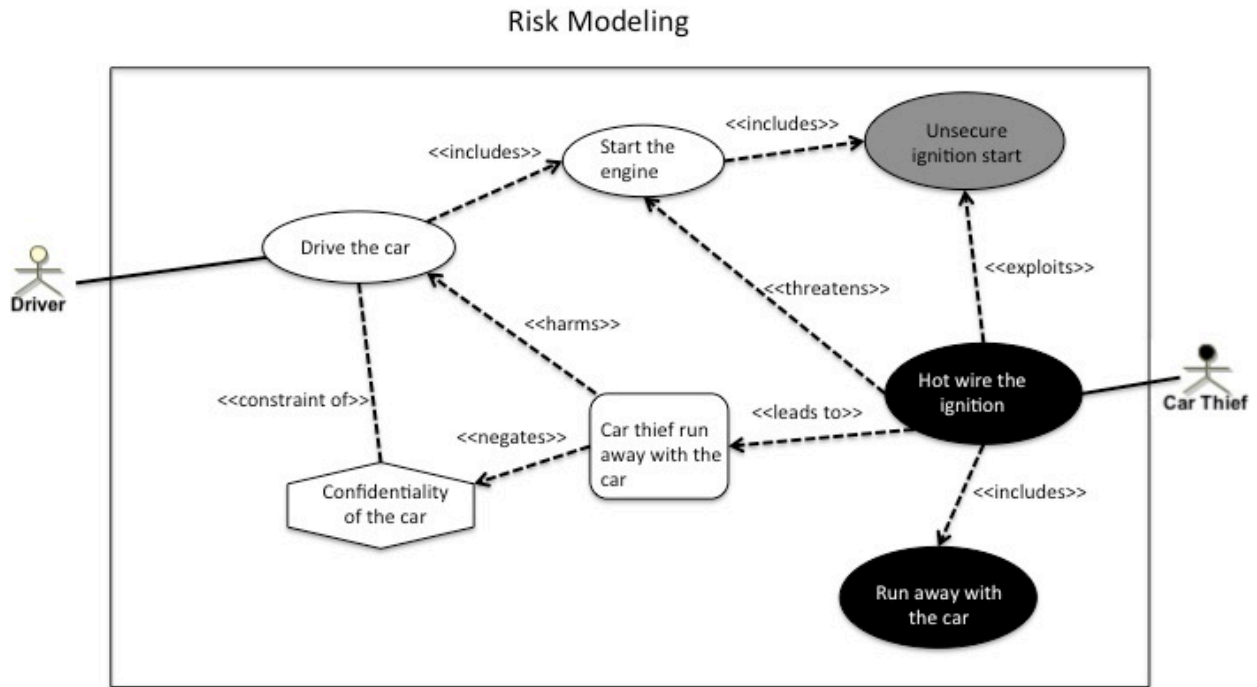 Risk Modeling
<<includes>>
Unsecure
ignition start
<<includes>>
Start the
engine
Drive the car
Driver
<<exploits>>
<<threatens>>
<<harms>>
Hot wire the
ignition
Car Thief
<<constraint of>>
<<leads to>>
Car thief run
away with the
car
<<negates>>
Confidentiality
of the car
<<includes>>
Run away with
the car